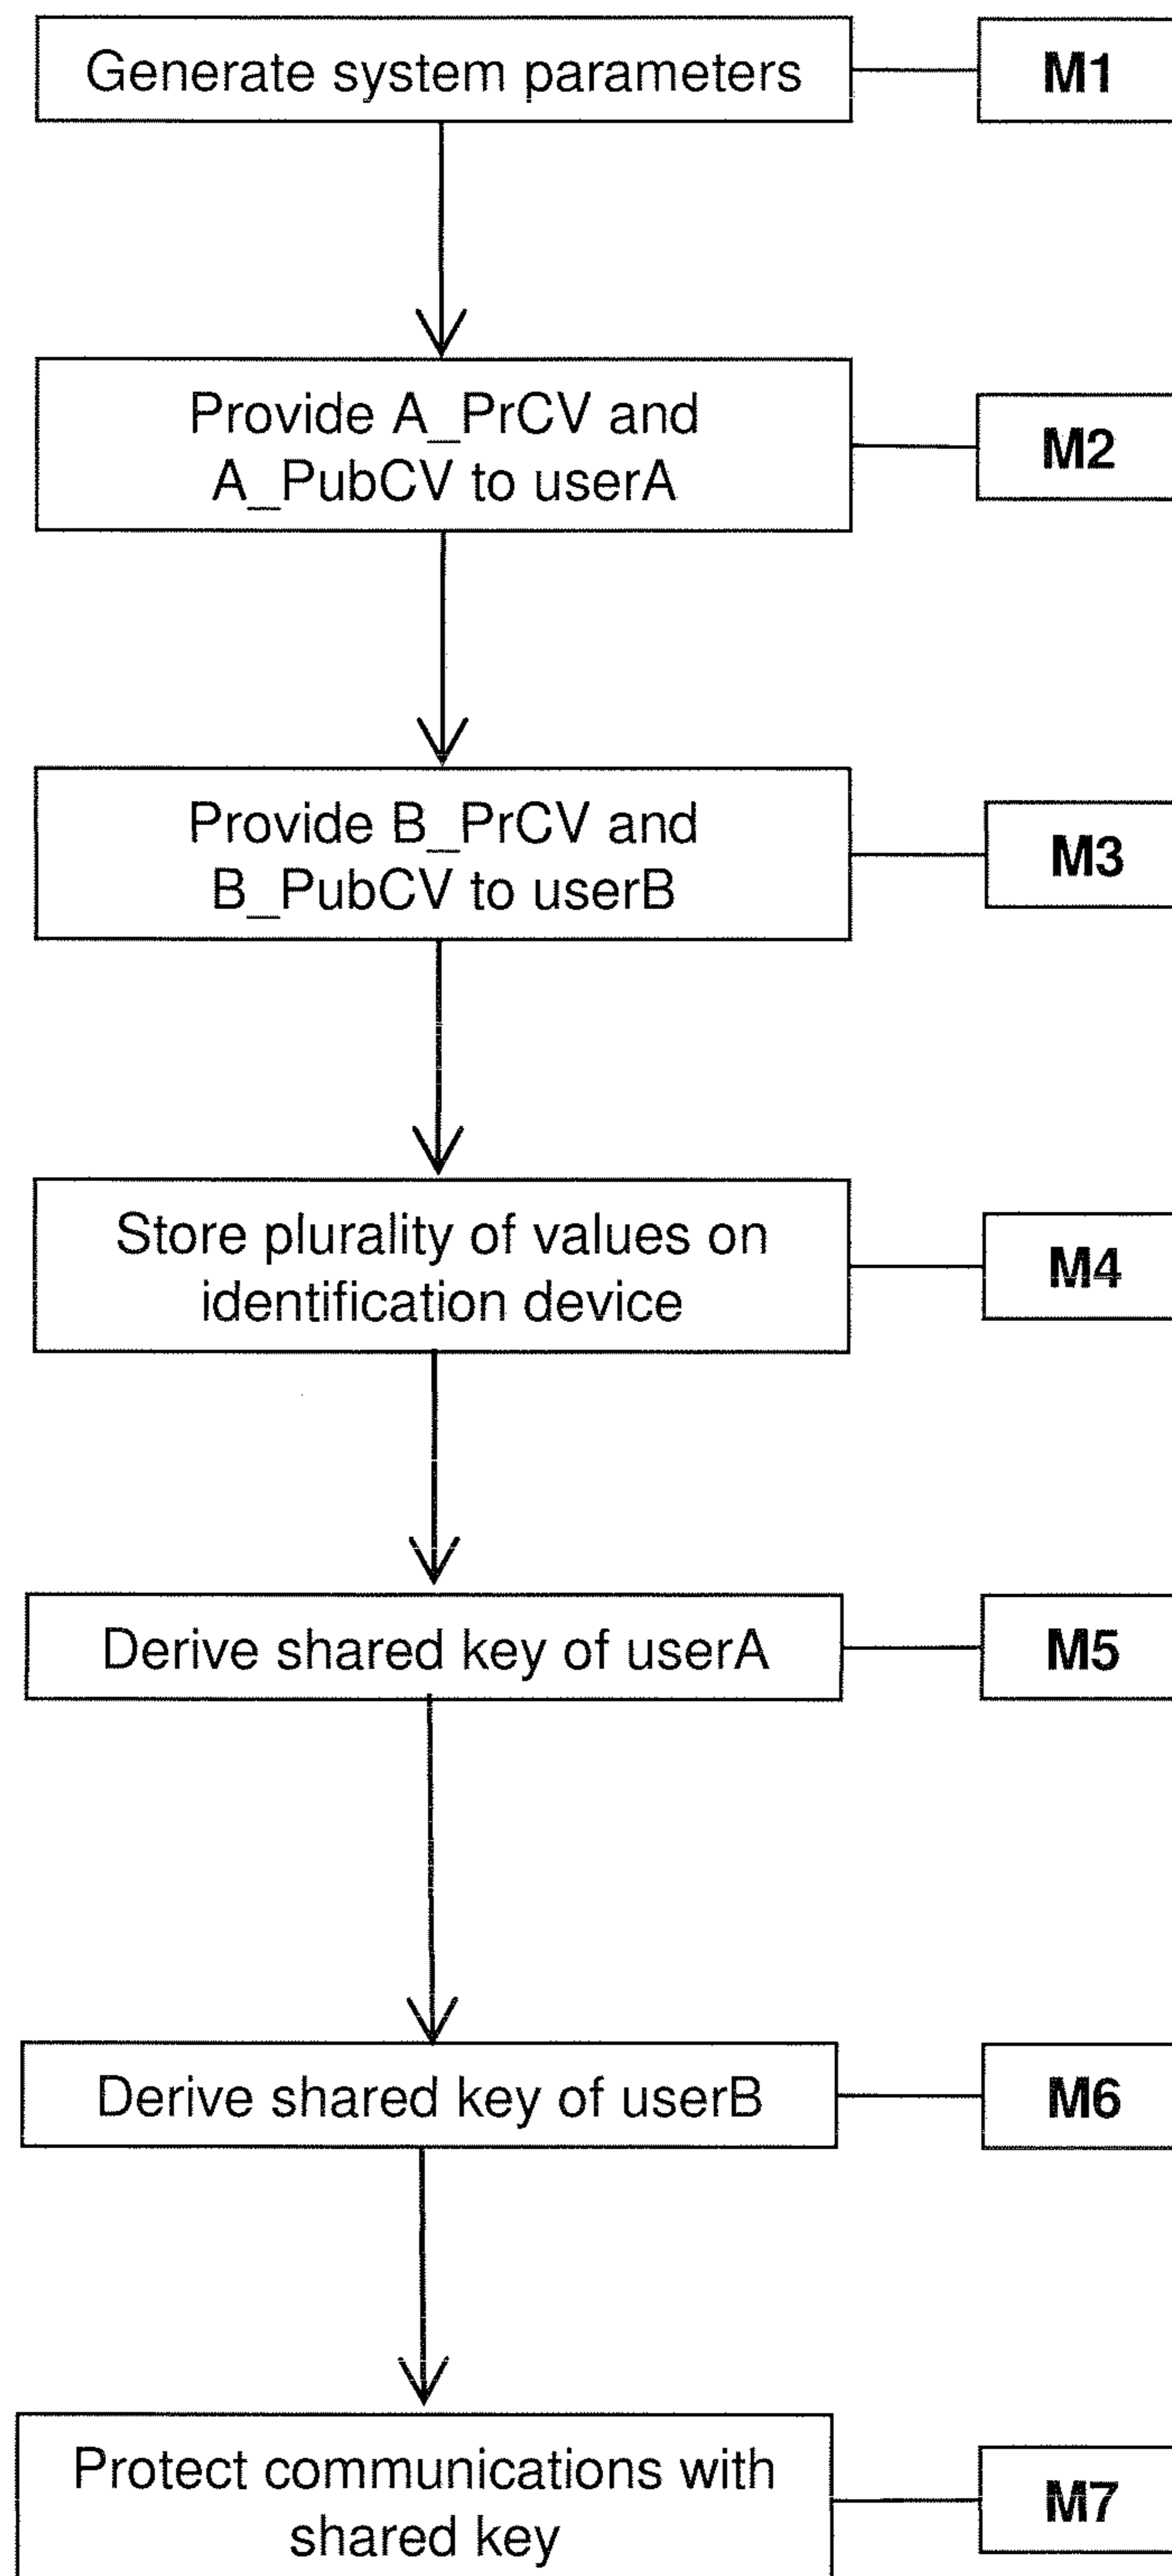 Generate system parameters
M1
Provide A_PrCV and
A_PubCV to userA
M2
Provide B_PrCV and
B_PubCV to userB
M3
Store plurality of values on
identification device
M4
Derive shared key of userA
M5
Derive shared key of userB
M6
Protect communications with
shared key
M7